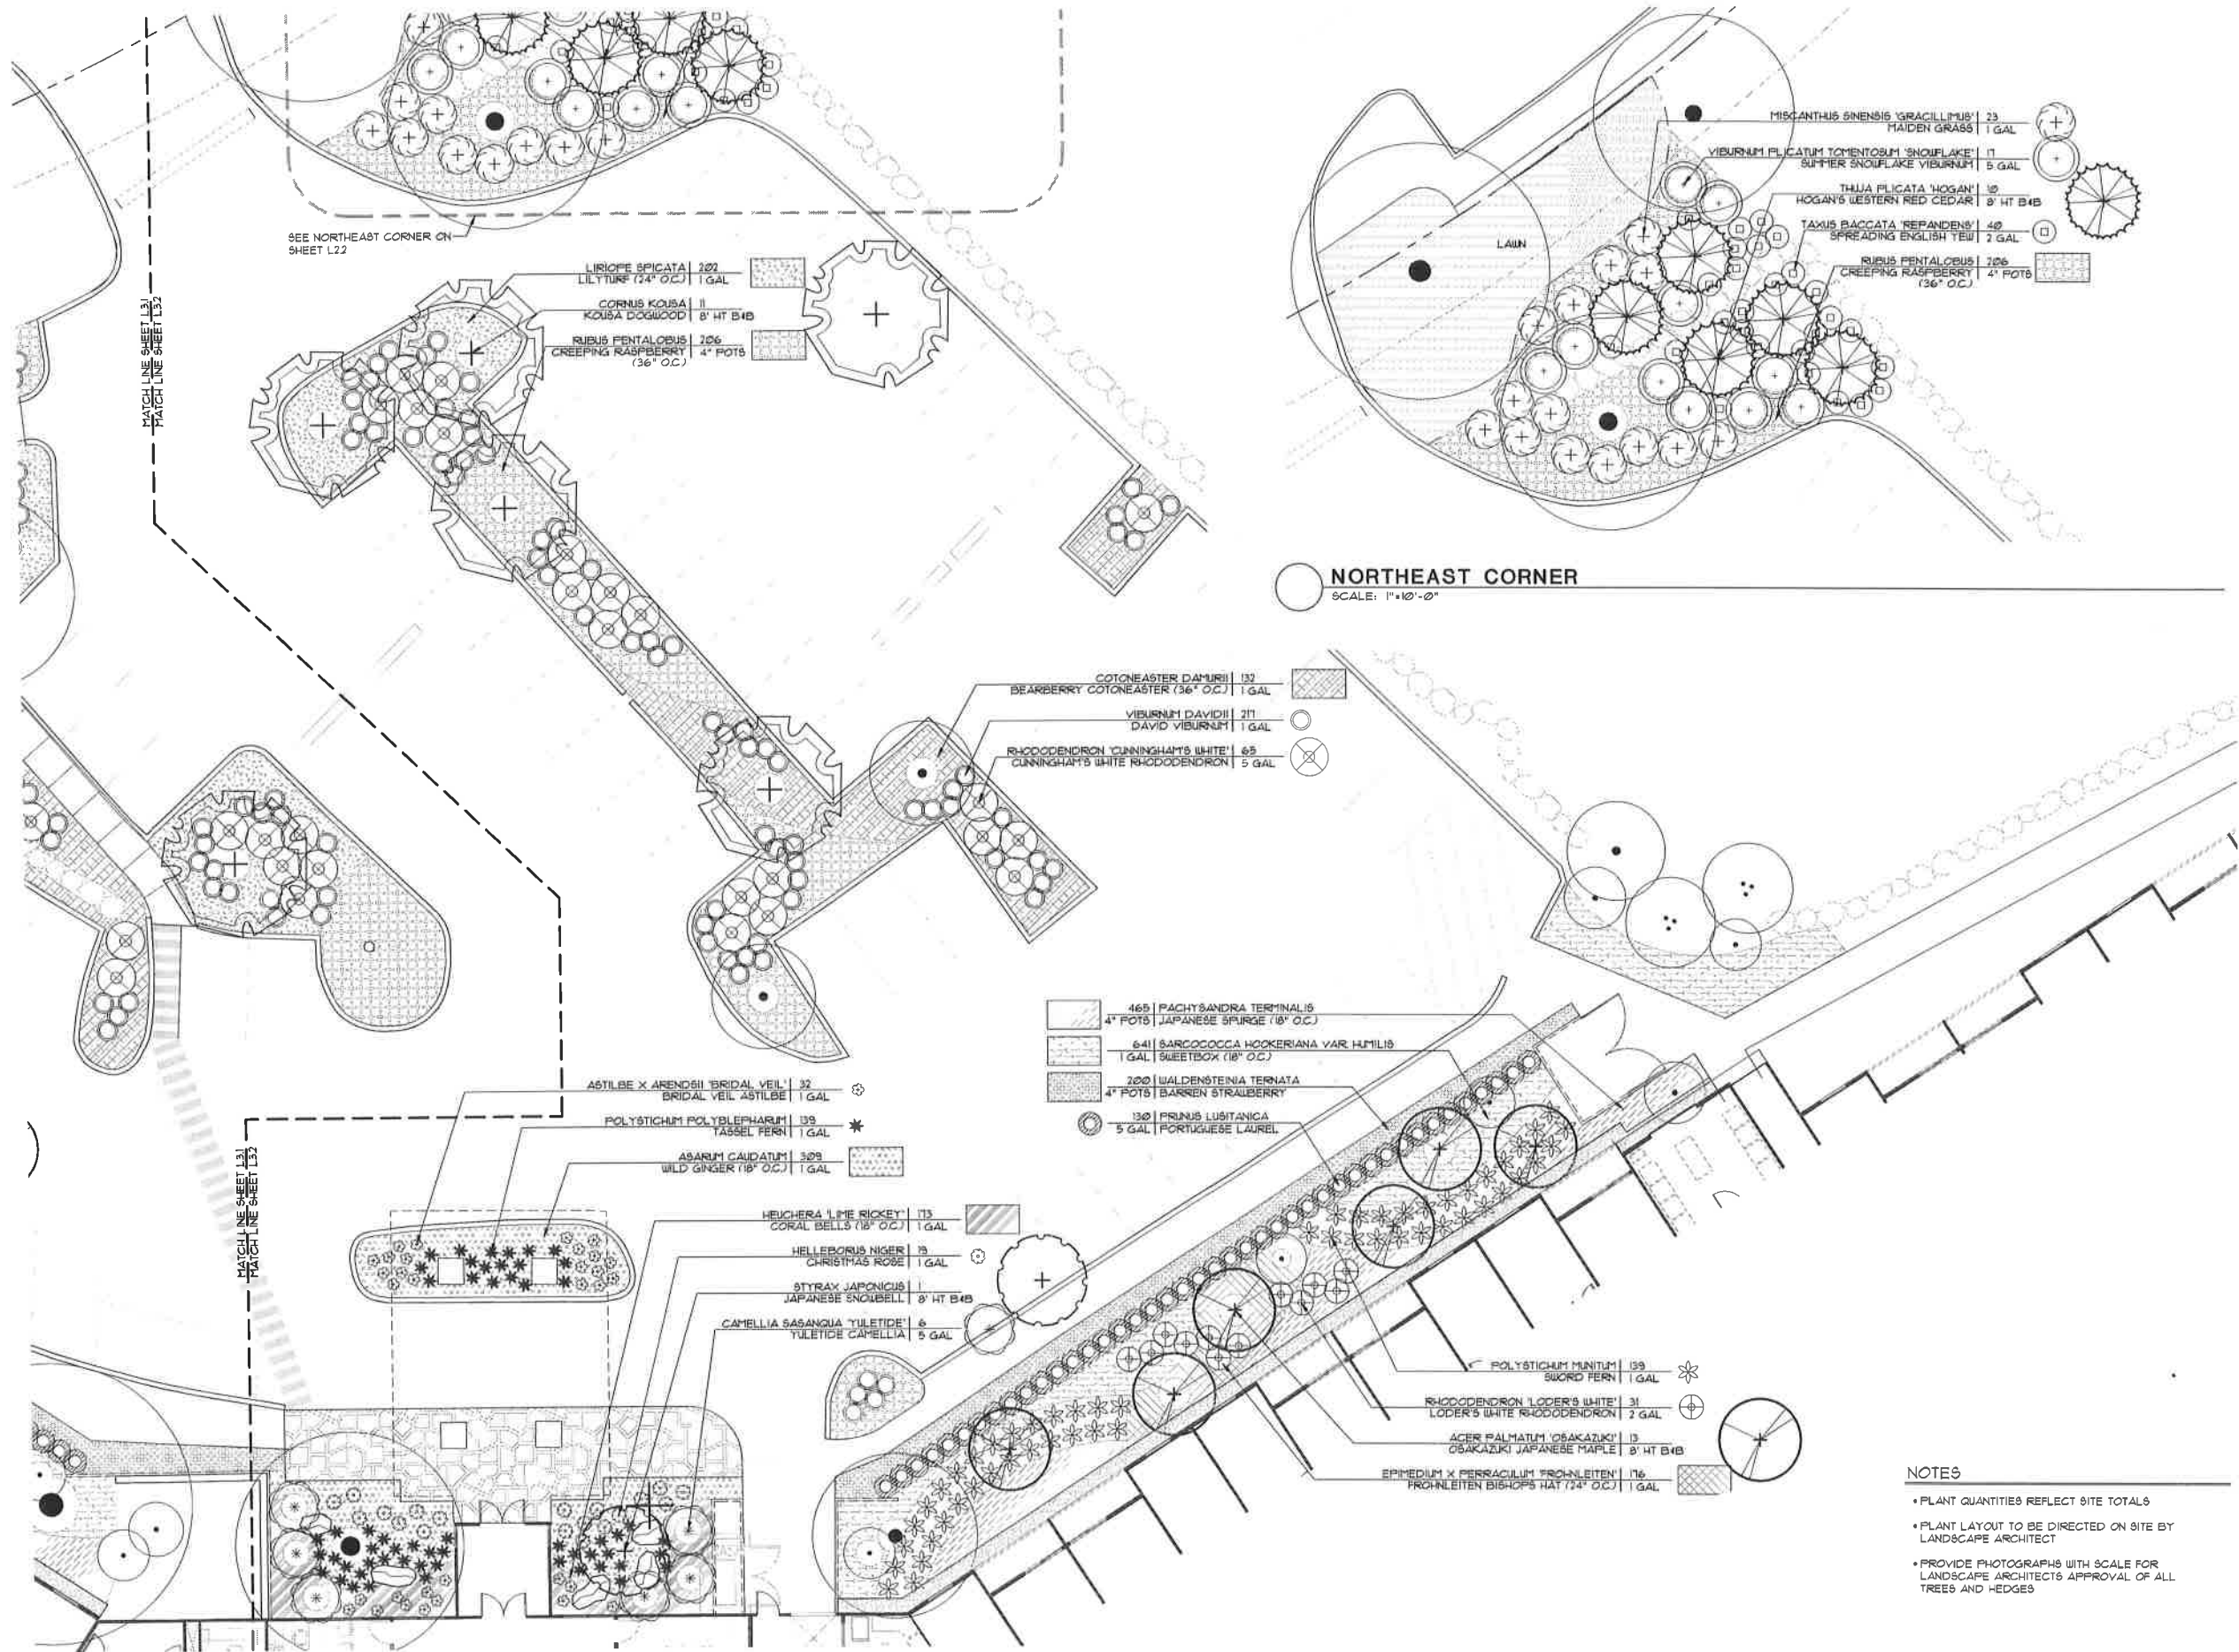 MATCH LINE SHEET L3.1
MATCH LINE SHEET L3.2
SEE NORTHEAST CORNER ON
SHEET L2.2
LIRIOPE SPICATA | 202
LILYTURF (24" O.C.) | 1 GAL
CORNUS KOUSA | 11
KOUSA DOGWOOD | 8' HT B&B
RUBUS PENTALOBUS | 206
CREEPING RASPBERRY | 4" POTS
(36" O.C.)
MISCANTHUS SINENSIS 'GRACILLIMUS' | 23
MAIDEN GRASS | 1 GAL
VIBURNUM PLICATUM TOMENTOSUM 'SNOWFLAKE' | 17
SUMMER SNOWFLAKE VIBURNUM | 5 GAL
THUJA PLICATA 'HOGAN' | 10
HOGAN'S WESTERN RED CEDAR | 8' HT B&B
TAXUS BACCATA 'REPANDENS' | 40
SPREADING ENGLISH YEW | 2 GAL
RUBUS PENTALOBUS | 206
CREEPING RASPBERRY | 4" POTS
(36" O.C.)
LAWN
NORTHEAST CORNER
SCALE: 1"=10'-0"
COTONEASTER DAMURII | 132
BEARBERRY COTONEASTER (36" O.C.) | 1 GAL
VIBURNUM DAVIDII | 217
DAVID VIBURNUM | 1 GAL
RHODODENDRON 'CUNNINGHAM'S WHITE' | 65
CUNNINGHAM'S WHITE RHODODENDRON | 5 GAL
465 | PACHYSANDRA TERMINALIS
4" POTS | JAPANESE SPURGE (18" O.C.)
641 | SARCOCOCCA HOOKERIANA VAR. HUMILIS
1 GAL | SWEETBOX (18" O.C.)
200 | WALDENSTEINIA TERNATA
4" POTS | BARREN STRAWBERRY
130 | PRUNUS LUSITANICA
5 GAL | PORTUGUESE LAUREL
ASTILBE X ARENDSII 'BRIDAL VEIL' | 32
BRIDAL VEIL ASTILBE | 1 GAL
POLYSTICHUM POLYBLEPHARUM | 139
TASSEL FERN | 1 GAL
ASARUM CAUDATUM | 309
WILD GINGER (18" O.C.) | 1 GAL
MATCH LINE SHEET L3.1
MATCH LINE SHEET L3.2
HEUCHERA 'LIME RICKEY' | 173
CORAL BELLS (18" O.C.) | 1 GAL
HELLEBORUS NIGER | 19
CHRISTMAS ROSE | 1 GAL
STYRAX JAPONICUS | 1
JAPANESE SNOWBELL | 8' HT B&B
CAMELLIA SASANQUA 'YULETIDE' | 6
YULETIDE CAMELLIA | 5 GAL
POLYSTICHUM MUNITUM | 139
SWORD FERN | 1 GAL
RHODODENDRON 'LODER'S WHITE' | 31
LODER'S WHITE RHODODENDRON | 2 GAL
ACER PALMATUM 'OSAKAZUKI' | 13
OSAKAZUKI JAPANESE MAPLE | 8' HT B&B
EPIMEDIUM X PERRACULUM 'FROHNLEITEN' | 176
FROHNLEITEN BISHOPS HAT (24" O.C.) | 1 GAL
NOTES
• PLANT QUANTITIES REFLECT SITE TOTALS
• PLANT LAYOUT TO BE DIRECTED ON SITE BY
LANDSCAPE ARCHITECT
• PROVIDE PHOTOGRAPHS WITH SCALE FOR
LANDSCAPE ARCHITECTS APPROVAL OF ALL
TREES AND HEDGES